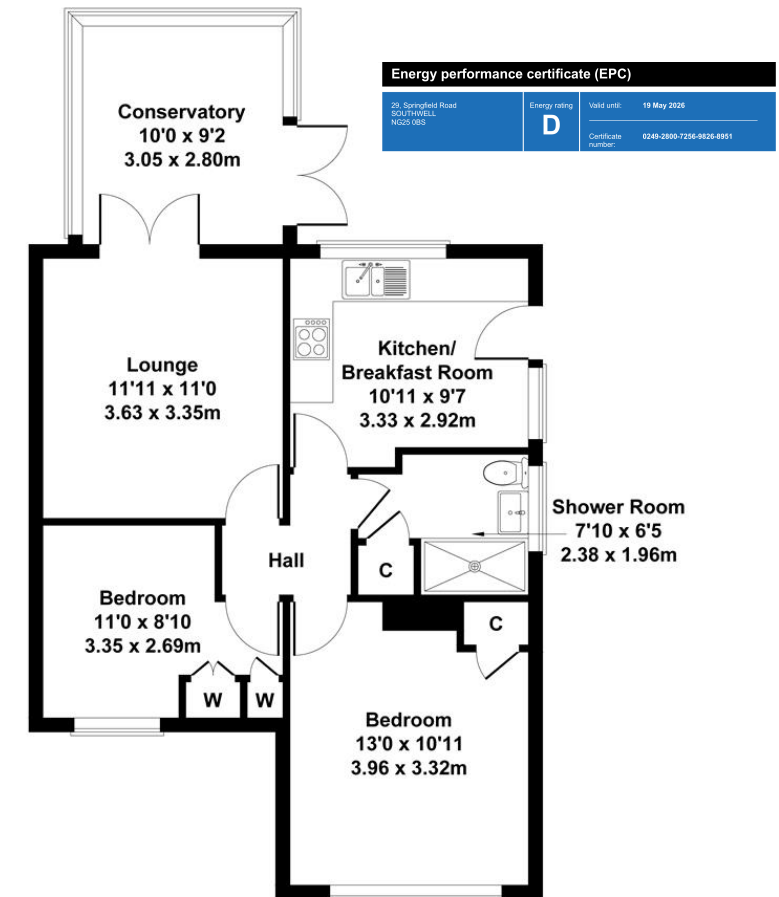 Energy performance certificate (EPC)
29, Springfield Road
SOUTHWELL
NG25 0BS
Energy rating
D
Valid until:
19 May 2026
Certificate
number:
0249-2800-7256-9826-8951
Conservatory
10'0 x 9'2
3.05 x 2.80m
Lounge
11'11 x 11'0
3.63 x 3.35m
Kitchen/
Breakfast Room
10'11 x 9'7
3.33 x 2.92m
Shower Room
7'10 x 6'5
2.38 x 1.96m
Hall
C
Bedroom
11'0 x 8'10
3.35 x 2.69m
W
W
C
Bedroom
13'0 x 10'11
3.96 x 3.32m